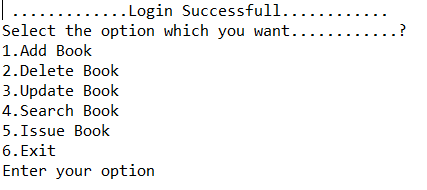 .............Login Successfull............
Select the option which you want............?
1.Add Book
2.Delete Book
3.Update Book
4.Search Book
5.Issue Book
6.Exit
Enter your option